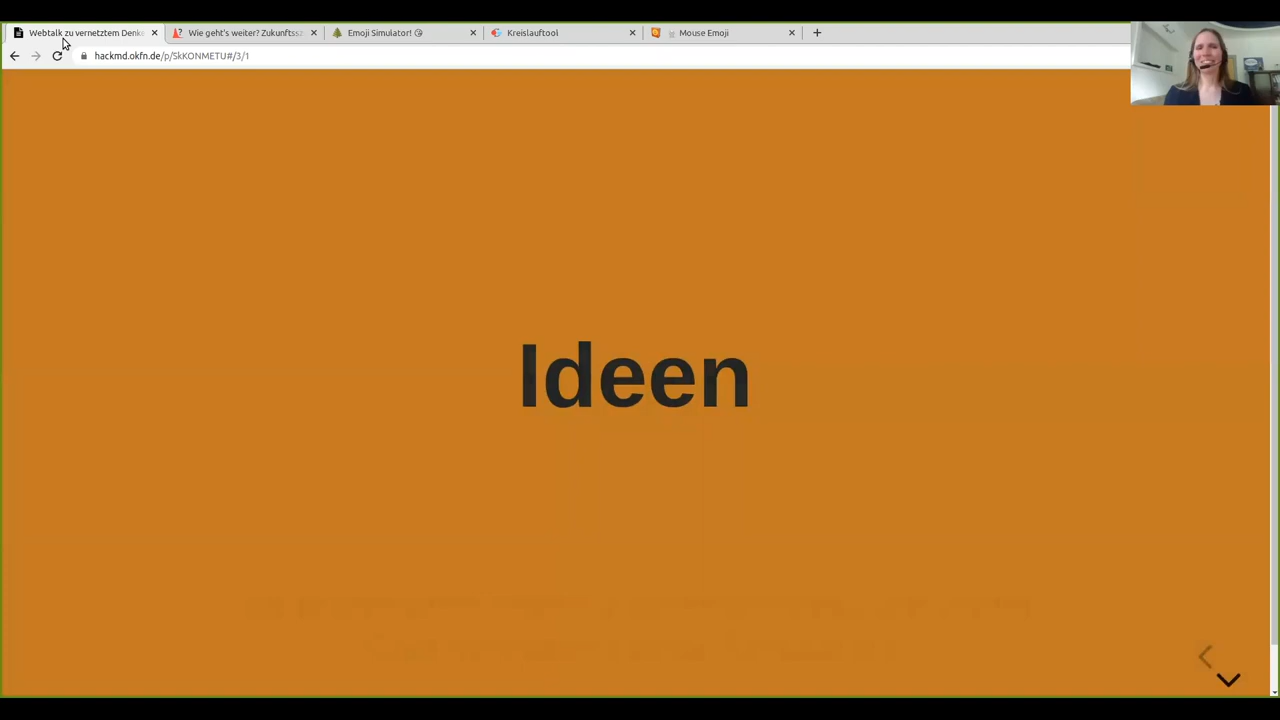 Webtalk zu vernetztem Denk
Wie geht's weiter? Zukunftssz
Emoji Simulator! 😘
Kreislauftool
Mouse Emoji
hackmd.okfn.de/p/SkKONMETU#/3/1
Ideen